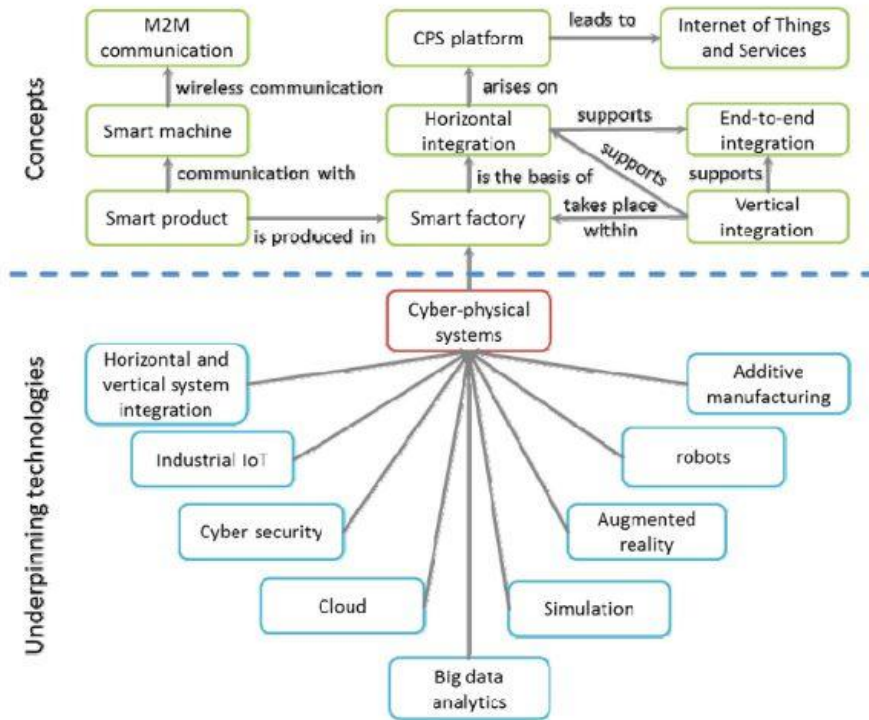 Concepts
M2M
communication
CPS platform
leads to
Internet of Things
and Services
wireless communication
arises on
Smart machine
Horizontal
integration
supports
End-to-end
integration
communication with
is the basis of
supports
supports
Smart product
is produced in
Smart factory
takes place
within
Vertical
integration
Underpinning technologies
Cyber-physical
systems
Horizontal and
vertical system
integration
Additive
manufacturing
Industrial IoT
robots
Cyber security
Augmented
reality
Cloud
Simulation
Big data
analytics